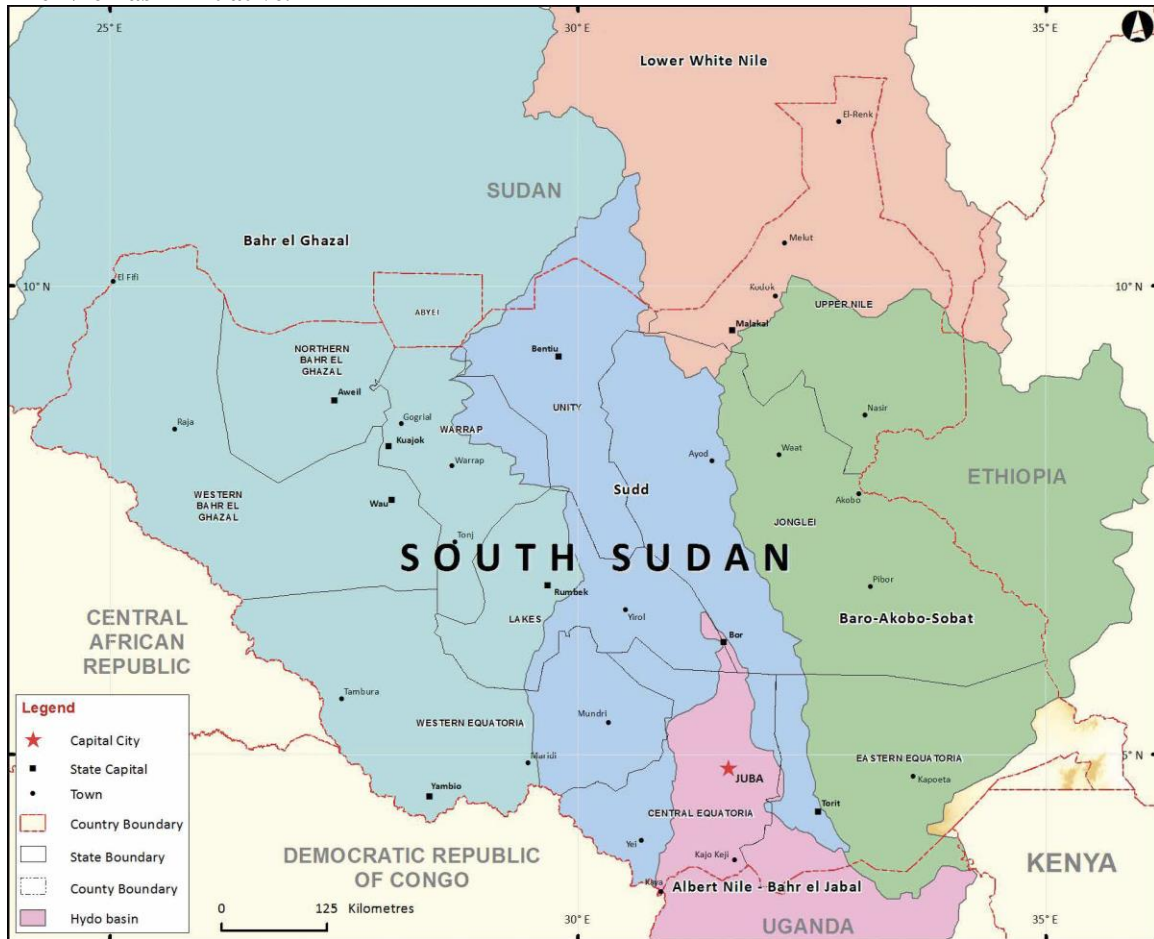 25° E
30° E
35° E
Lower White Nile
El-Renk
SUDAN
Bahr el Ghazal
Melut
El Fifi
10° N
10° N
ABYEI
Kodok
UPPER NILE
Malakal
NORTHERN
BAHR EL
GHAZAL
Bentiu
Aweil
UNITY
Raja
Gogrial
WARRAP
Nasir
Kuajok
Warrap
Ayod
Waat
ETHIOPIA
WESTERN
BAHR EL
GHAZAL
Wau
Sudd
Akobo
JONGLEI
Tonj
SOUTH SUDAN
Rumbek
Pibor
CENTRAL
AFRICAN
REPUBLIC
LAKES
Yirol
Baro-Akobo-Sobat
Bor
Tambura
WESTERN EQUATORIA
Mundri
Maridi
EASTERN EQUATORIA
5° N
JUBA
Kapoeta
Yambio
CENTRAL EQUATORIA
Torit
Yei
DEMOCRATIC REPUBLIC
OF CONGO
Kajo Keji
KENYA
Albert Nile - Bahr el Jabal
UGANDA
Legend
Capital City
State Capital
Town
Country Boundary
State Boundary
County Boundary
Hydo basin
0 125 Kilometres
30° E
35° E